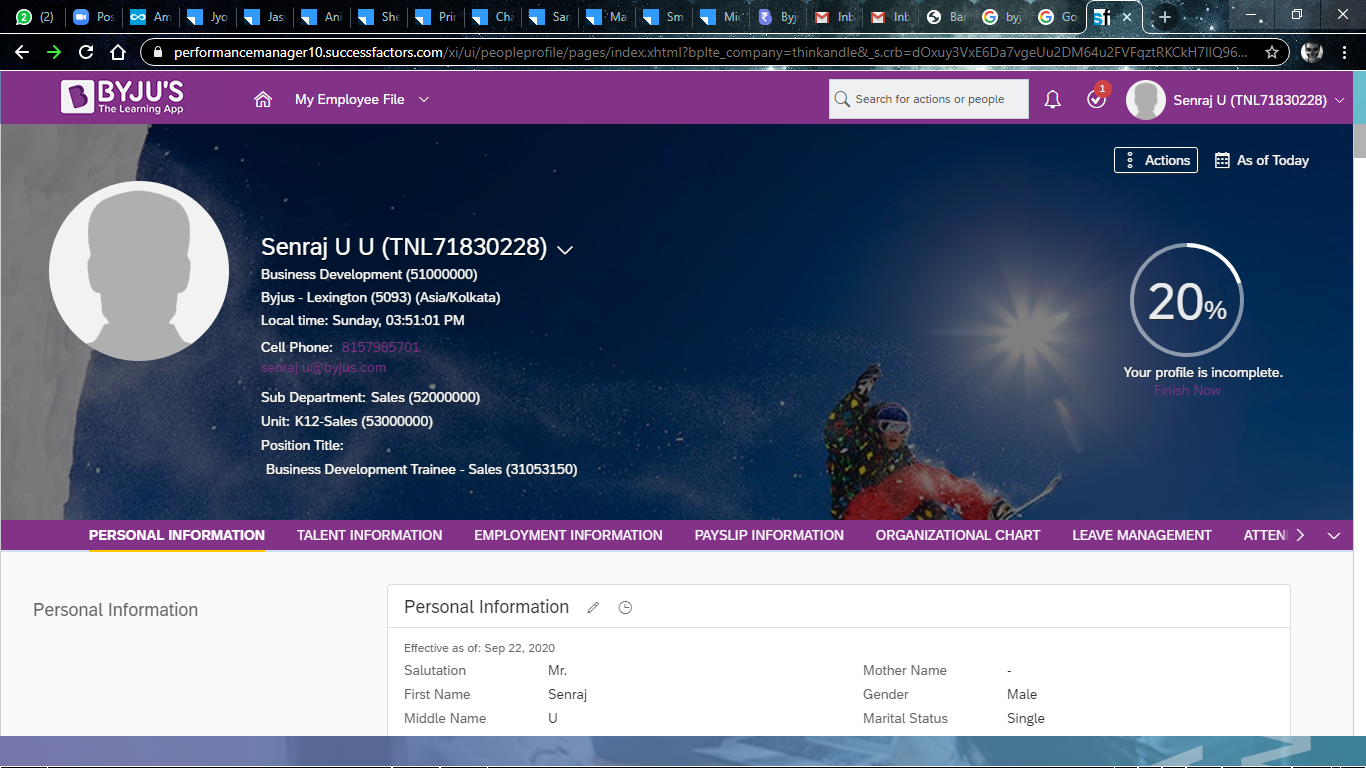 (2) Pos Am Jyo Jasi Ani She Prin Cha San Ma Sm Mic Byj Inb Inb Bar byj Go Si
performancemanager10.successfactors.com/xi/ui/peopleprofile/pages/index.xhtml?bplte_company=thinkandle&_s.crb=dOxuy3VxE6Da7vgeUu2DM64u2FVFqztRKCkH7IlQ96...
BYJU'S
The Learning App
My Employee File
Search for actions or people
1
Senraj U (TNL71830228)
Actions
As of Today
Senraj U U (TNL71830228)
Business Development (51000000)
Byjus - Lexington (5093) (Asia/Kolkata)
Local time: Sunday, 03:51:01 PM
Cell Phone: 8157985701
senraj.u@byjus.com
Sub Department: Sales (52000000)
Unit: K12-Sales (53000000)
Position Title:
Business Development Trainee - Sales (31053150)
20%
Your profile is incomplete.
Finish Now
PERSONAL INFORMATION TALENT INFORMATION EMPLOYMENT INFORMATION PAYSLIP INFORMATION ORGANIZATIONAL CHART LEAVE MANAGEMENT ATTEN
Personal Information
Personal Information
Effective as of: Sep 22, 2020
Salutation Mr. Mother Name -
First Name Senraj Gender Male
Middle Name U Marital Status Single